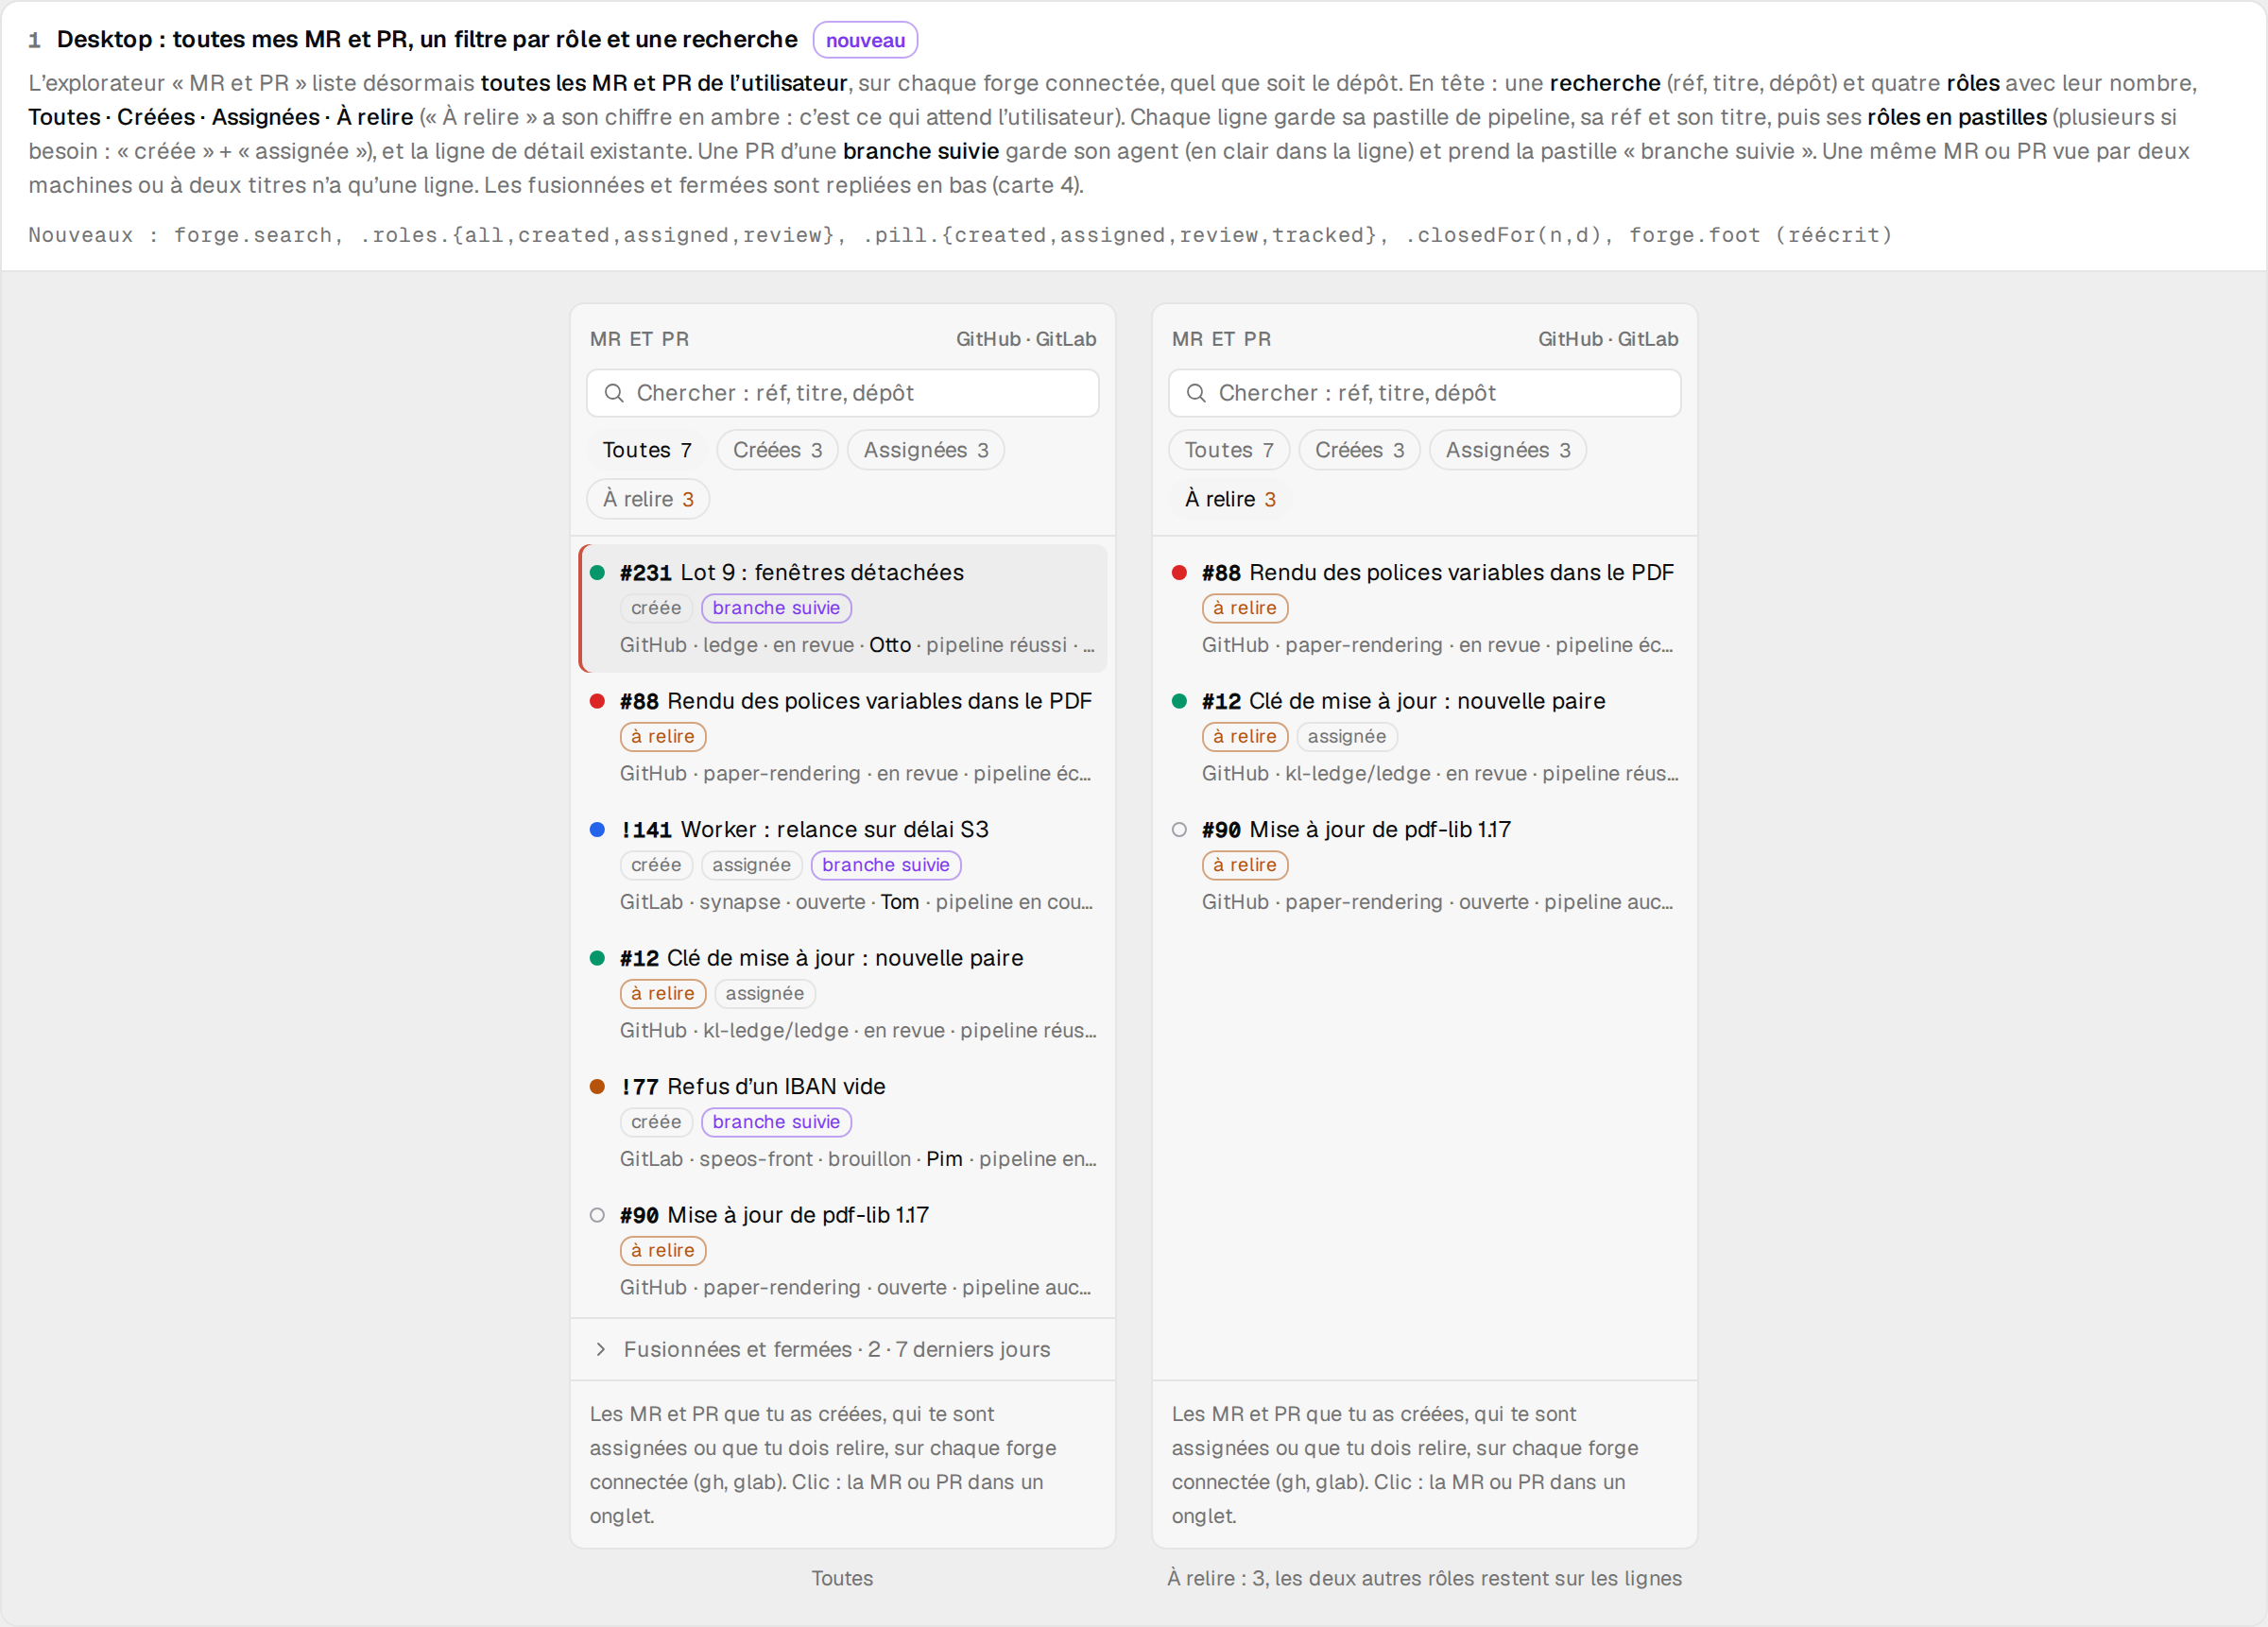 1 Desktop : toutes mes MR et PR, un filtre par rôle et une recherche nouveau
L’explorateur « MR et PR » liste désormais toutes les MR et PR de l’utilisateur, sur chaque forge connectée, quel que soit le dépôt. En tête : une recherche (réf, titre, dépôt) et quatre rôles avec leur nombre,
Toutes · Créées · Assignées · À relire (« À relire » a son chiffre en ambre : c’est ce qui attend l’utilisateur). Chaque ligne garde sa pastille de pipeline, sa réf et son titre, puis ses rôles en pastilles (plusieurs si
besoin : « créée » + « assignée »), et la ligne de détail existante. Une PR d’une branche suivie garde son agent (en clair dans la ligne) et prend la pastille « branche suivie ». Une même MR ou PR vue par deux
machines ou à deux titres n’a qu’une ligne. Les fusionnées et fermées sont repliées en bas (carte 4).
Nouveaux : forge.search, .roles.{all,created,assigned,review}, .pill.{created,assigned,review,tracked}, .closedFor(n,d), forge.foot (réécrit)
MR ET PR GitHub · GitLab
Chercher : réf, titre, dépôt
Toutes 7 Créées 3 Assignées 3
À relire 3
#231 Lot 9 : fenêtres détachées
créée branche suivie
GitHub · ledge · en revue · Otto · pipeline réussi · …
#88 Rendu des polices variables dans le PDF
à relire
GitHub · paper-rendering · en revue · pipeline éc…
!141 Worker : relance sur délai S3
créée assignée branche suivie
GitLab · synapse · ouverte · Tom · pipeline en cou…
#12 Clé de mise à jour : nouvelle paire
à relire assignée
GitHub · kl-ledge/ledge · en revue · pipeline réus…
!77 Refus d’un IBAN vide
créée branche suivie
GitLab · speos-front · brouillon · Pim · pipeline en…
#90 Mise à jour de pdf-lib 1.17
à relire
GitHub · paper-rendering · ouverte · pipeline auc…
Fusionnées et fermées · 2 · 7 derniers jours
Les MR et PR que tu as créées, qui te sont
assignées ou que tu dois relire, sur chaque forge
connectée (gh, glab). Clic : la MR ou PR dans un
onglet.
Toutes
MR ET PR GitHub · GitLab
Chercher : réf, titre, dépôt
Toutes 7 Créées 3 Assignées 3
À relire 3
#88 Rendu des polices variables dans le PDF
à relire
GitHub · paper-rendering · en revue · pipeline éc…
#12 Clé de mise à jour : nouvelle paire
à relire assignée
GitHub · kl-ledge/ledge · en revue · pipeline réus…
#90 Mise à jour de pdf-lib 1.17
à relire
GitHub · paper-rendering · ouverte · pipeline auc…
Les MR et PR que tu as créées, qui te sont
assignées ou que tu dois relire, sur chaque forge
connectée (gh, glab). Clic : la MR ou PR dans un
onglet.
À relire : 3, les deux autres rôles restent sur les lignes